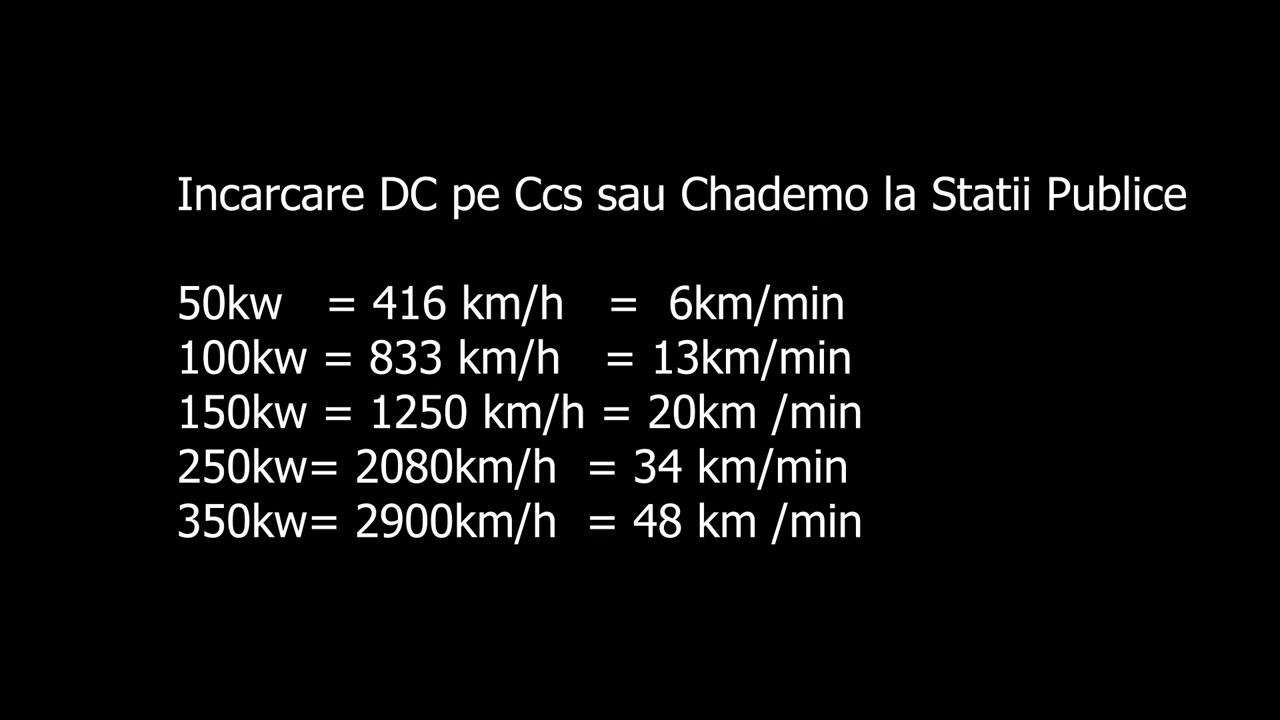 Incarcare DC pe Ccs sau Chademo la Statii Publice
50kw = 416 km/h = 6km/min
100kw = 833 km/h = 13km/min
150kw = 1250 km/h = 20km /min
250kw= 2080km/h = 34 km/min
350kw= 2900km/h = 48 km /min